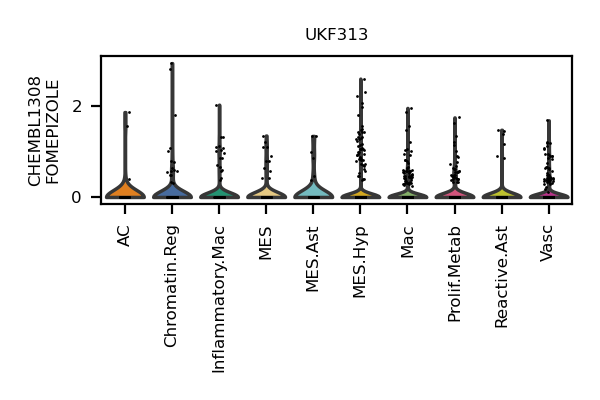 UKF313
CHEMBL1308
FOMEPIZOLE
2
0
AC
Chromatin.Reg
Inflammatory.Mac
MES
MES.Ast
MES.Hyp
Mac
Prolif.Metab
Reactive.Ast
Vasc